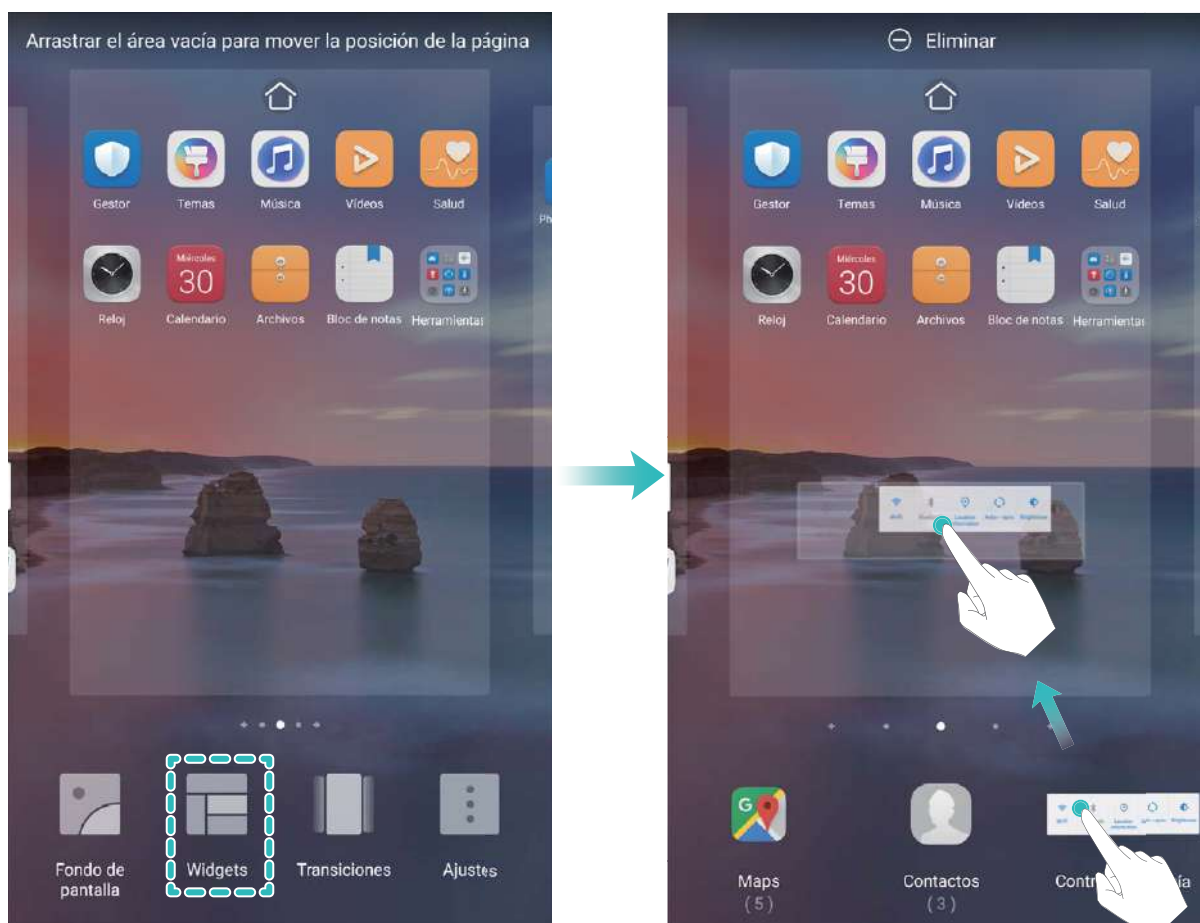 Arrastrar el área vacía para mover la posición de la página
Gestor Temas Música Vídeos Salud
Miércoles
30
Reloj Calendario Archivos Bloc de notas Herramientas
Fondo de pantalla Widgets Transiciones Ajustes
Eliminar
Gestor Temas Música Vídeos Salud
Miércoles
30
Reloj Calendario Archivos Bloc de notas Herramientas
G
Maps Contactos
(5) (3)